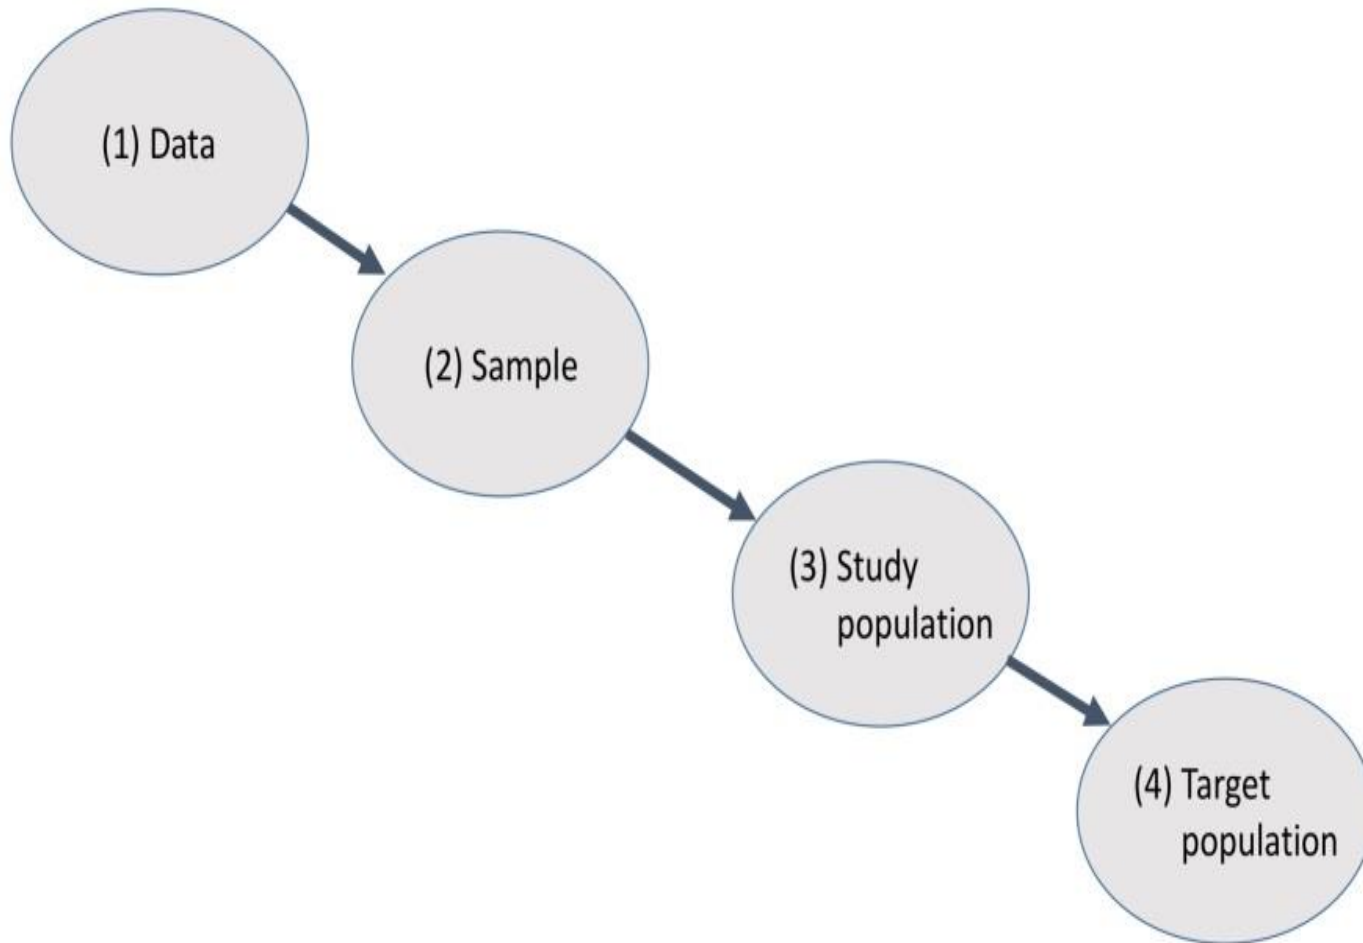 (1) Data
(2) Sample
(3) Study
population
(4) Target
population